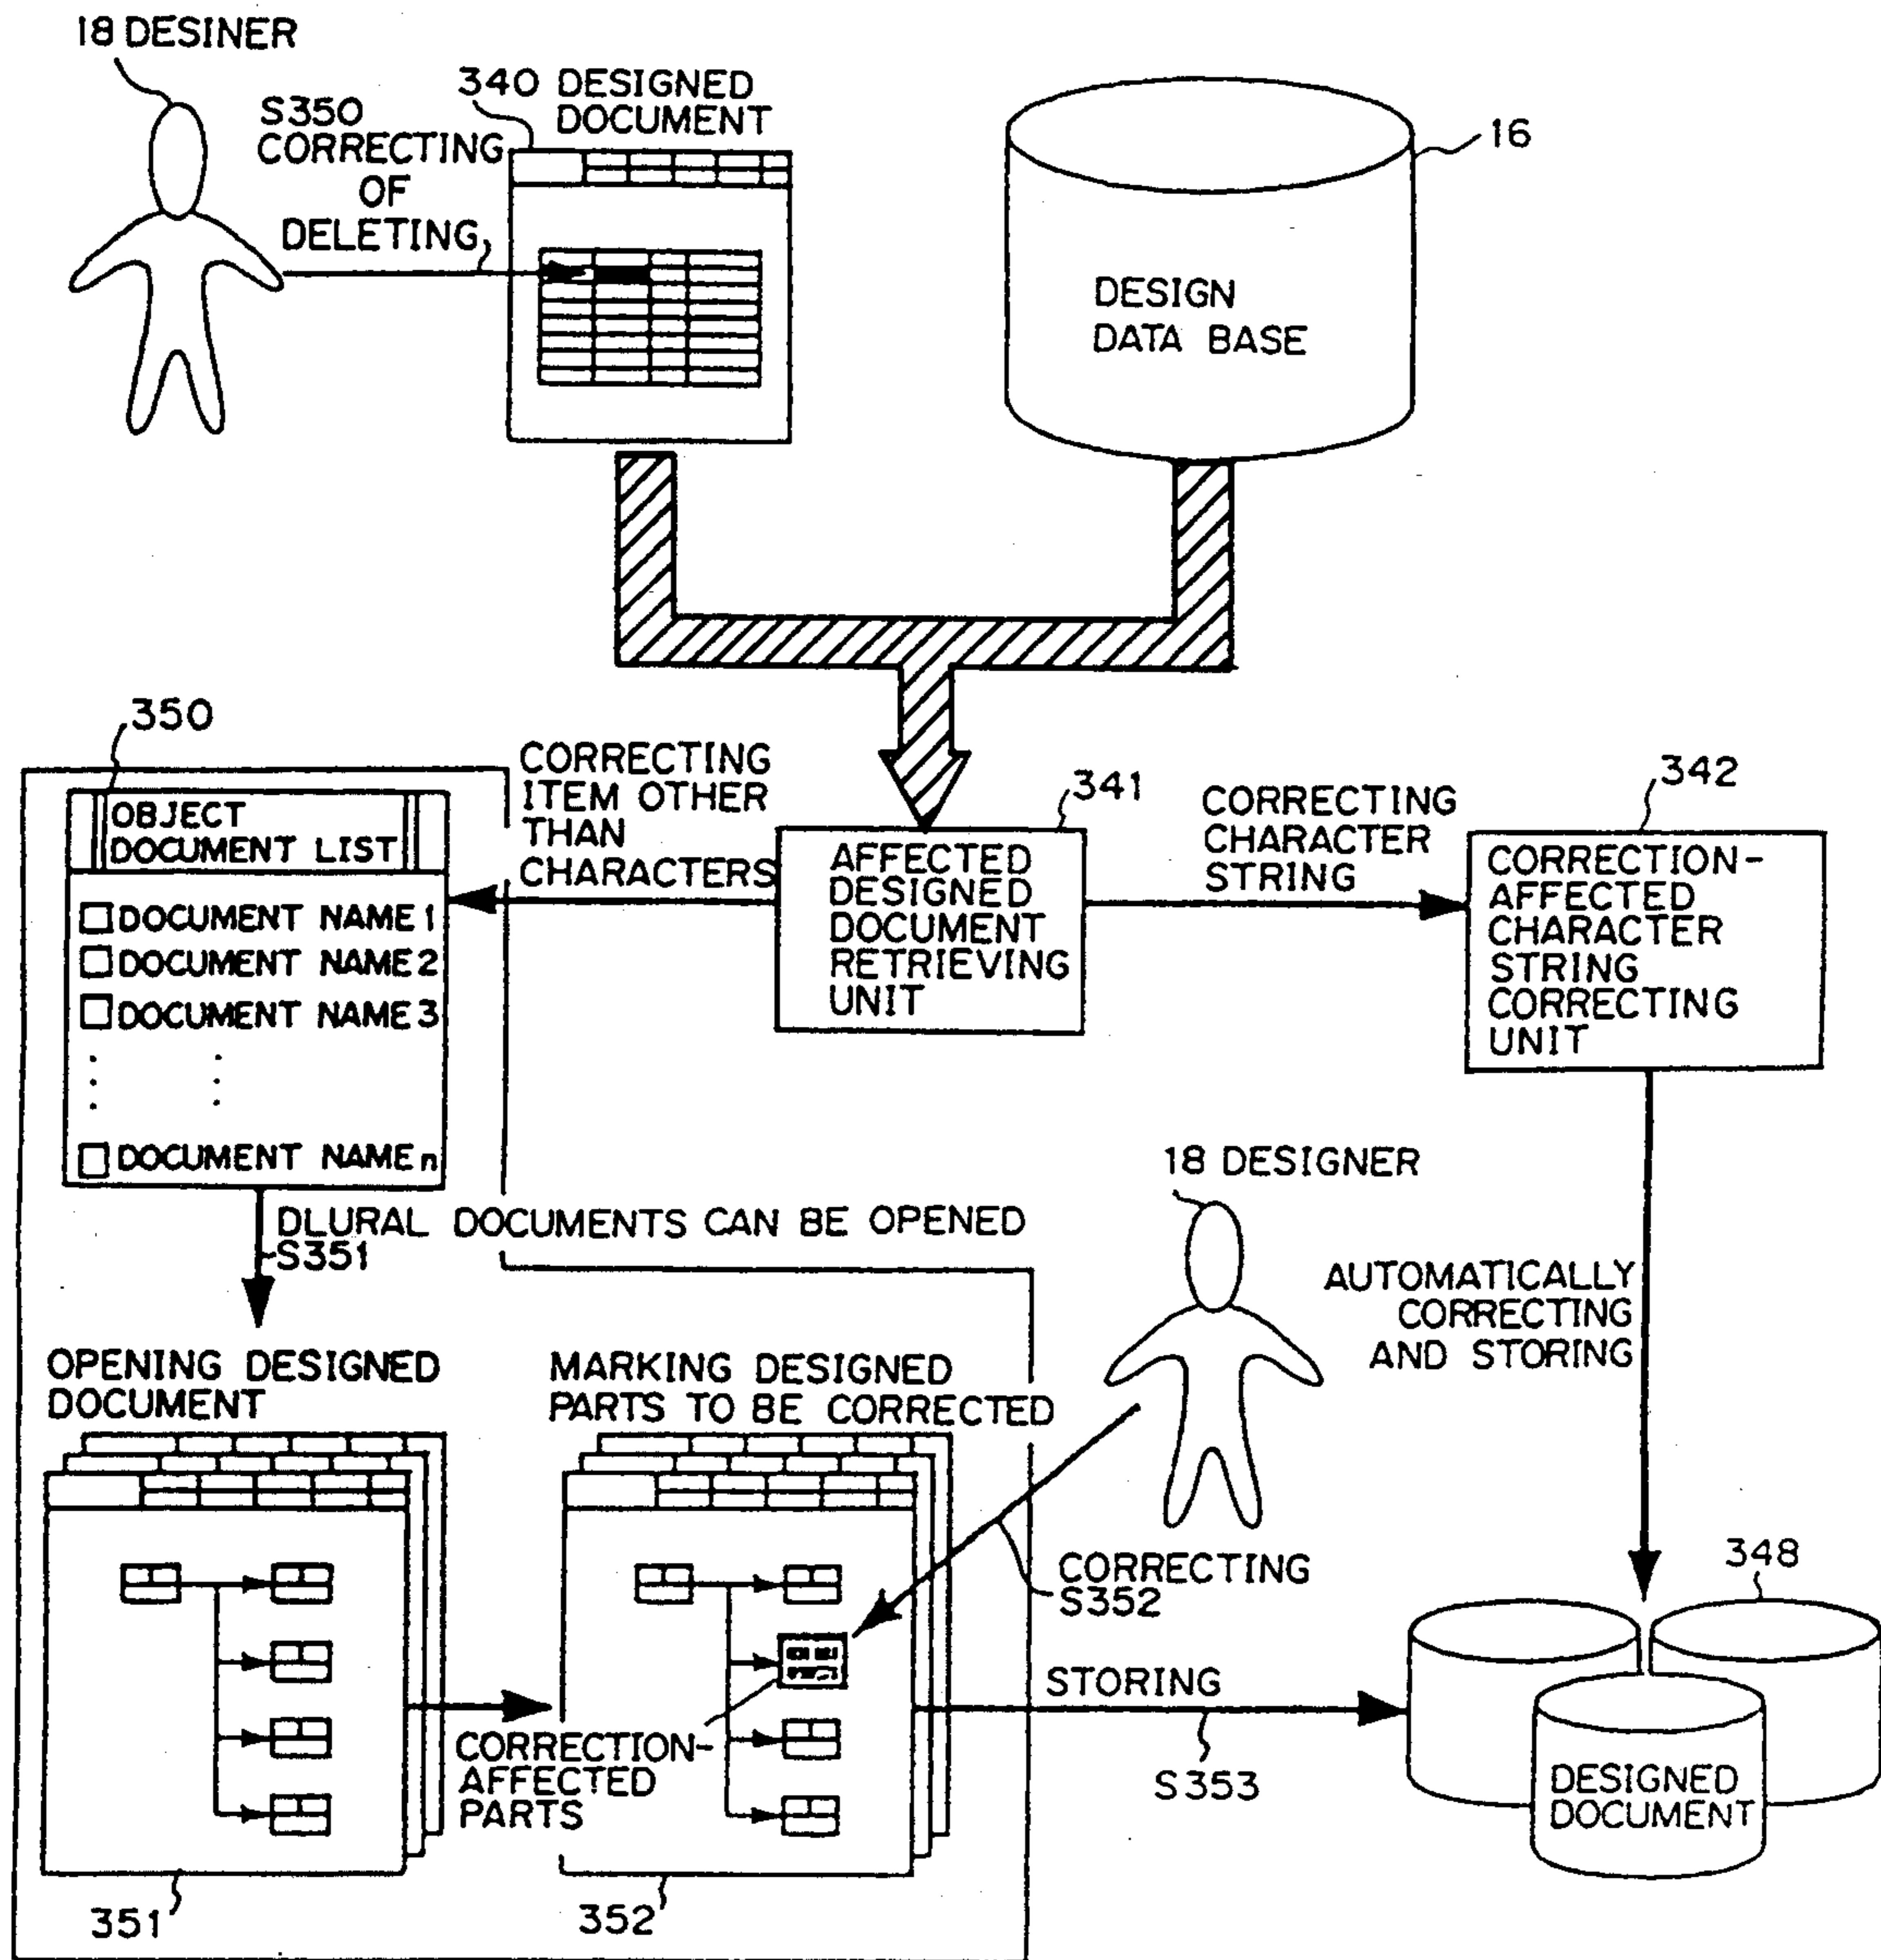 18 DESINER
S350
CORRECTING
OF
DELETING
340 DESIGNED
DOCUMENT
16
DESIGN
DATA BASE
350
OBJECT
DOCUMENT LIST
DOCUMENT NAME 1
DOCUMENT NAME 2
DOCUMENT NAME 3
DOCUMENT NAME n
CORRECTING
ITEM OTHER
THAN
CHARACTERS
341
AFFECTED
DESIGNED
DOCUMENT
RETRIEVING
UNIT
CORRECTING
CHARACTER
STRING
342
CORRECTION-
AFFECTED
CHARACTER
STRING
CORRECTING
UNIT
DLURAL DOCUMENTS CAN BE OPENED
S351
18 DESIGNER
AUTOMATICALLY
CORRECTING
AND STORING
OPENING DESIGNED
DOCUMENT
MARKING DESIGNED
PARTS TO BE CORRECTED
CORRECTING
S352
348
STORING
S353
CORRECTION-
AFFECTED
PARTS
DESIGNED
DOCUMENT
351
352